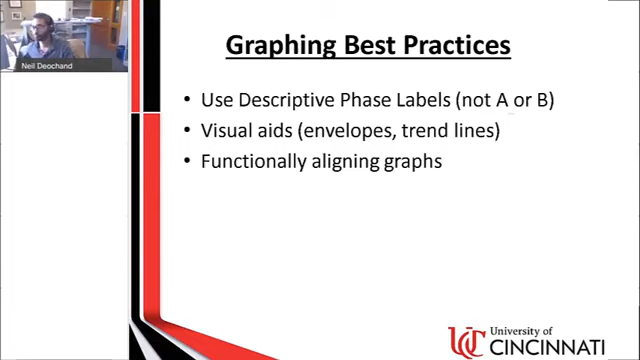 Neil Deochand
Graphing Best Practices
• Use Descriptive Phase Labels (not A or B)
• Visual aids (envelopes, trend lines)
• Functionally aligning graphs
UC
University of
CINCINNATI